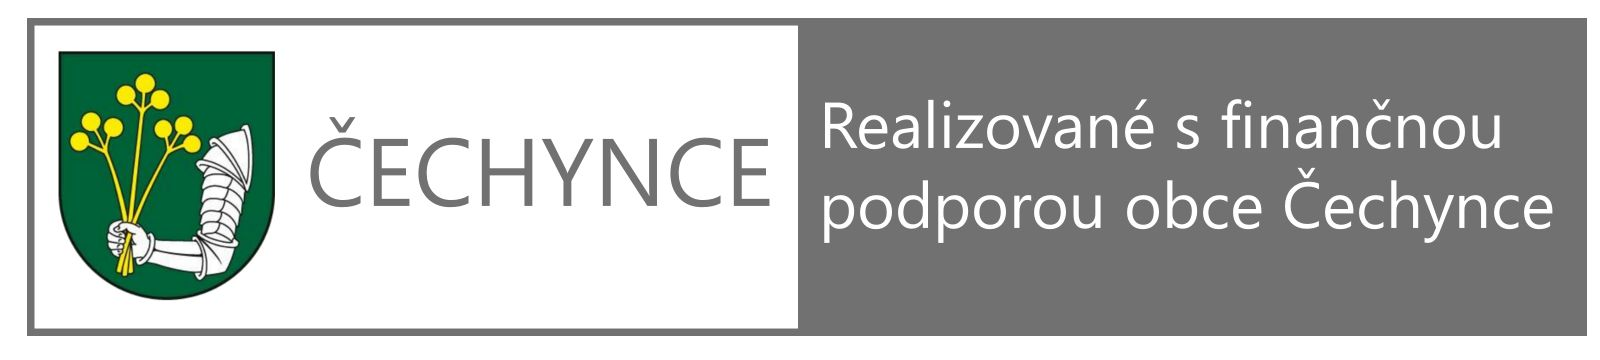 ČECHYNCE
Realizované s finančnou
podporou obce Čechynce